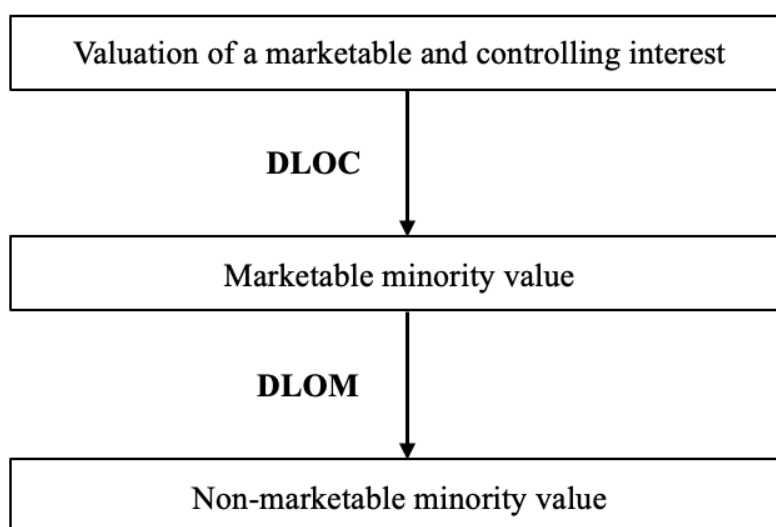 Valuation of a marketable and controlling interest
DLOC
Marketable minority value
DLOM
Non-marketable minority value